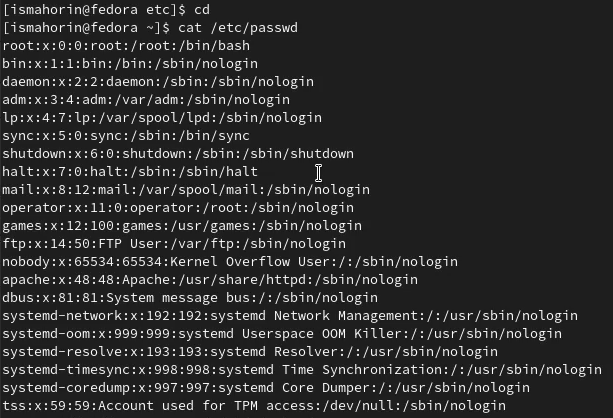 [ismahorin@fedora etc]$ cd
[ismahorin@fedora ~]$ cat /etc/passwd
root:x:0:0:root:/root:/bin/bash
bin:x:1:1:bin:/bin:/sbin/nologin
daemon:x:2:2:daemon:/sbin:/sbin/nologin
adm:x:3:4:adm:/var/adm:/sbin/nologin
lp:x:4:7:lp:/var/spool/lpd:/sbin/nologin
sync:x:5:0:sync:/sbin:/bin/sync
shutdown:x:6:0:shutdown:/sbin:/sbin/shutdown
halt:x:7:0:halt:/sbin:/sbin/halt
mail:x:8:12:mail:/var/spool/mail:/sbin/nologin
operator:x:11:0:operator:/root:/sbin/nologin
games:x:12:100:games:/usr/games:/sbin/nologin
ftp:x:14:50:FTP User:/var/ftp:/sbin/nologin
nobody:x:65534:65534:Kernel Overflow User:/:/sbin/nologin
apache:x:48:48:Apache:/usr/share/httpd:/sbin/nologin
dbus:x:81:81:System message bus:/:/sbin/nologin
systemd-network:x:192:192:systemd Network Management:/:/usr/sbin/nologin
systemd-oom:x:999:999:systemd Userspace OOM Killer:/:/usr/sbin/nologin
systemd-resolve:x:193:193:systemd Resolver:/:/usr/sbin/nologin
systemd-timesync:x:998:998:systemd Time Synchronization:/:/usr/sbin/nologin
systemd-coredump:x:997:997:systemd Core Dumper:/:/usr/sbin/nologin
tss:x:59:59:Account used for TPM access:/dev/null:/sbin/nologin